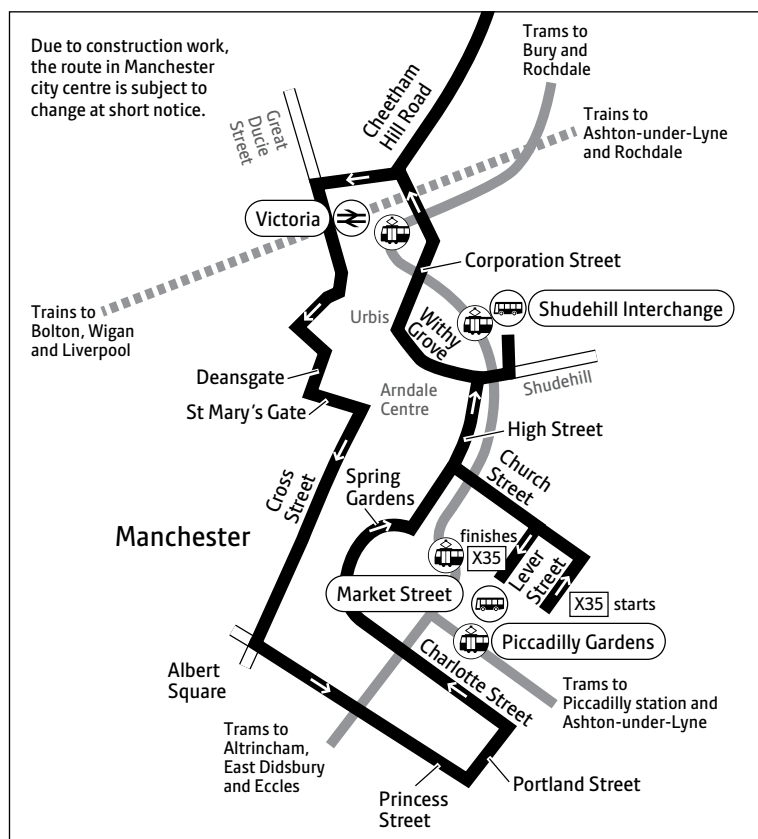 Due to construction work,
the route in Manchester
city centre is subject to
change at short notice.
Trams to
Bury and
Rochdale
Great
Ducie
Street
Cheetham
Hill Road
Trains to
Ashton-under-Lyne
and Rochdale
Victoria
Corporation Street
Trains to
Bolton, Wigan
and Liverpool
Urbis
Withy
Grove
Shudehill Interchange
Deansgate
St Mary’s Gate
Arndale
Centre
Shudehill
High Street
Cross
Street
Spring
Gardens
Church
Street
Manchester
finishes
X35
Lever
Street
Market Street
X35 starts
Piccadilly Gardens
Albert
Square
Charlotte Street
Trams to
Piccadilly station and
Ashton-under-Lyne
Trams to
Altrincham,
East Didsbury
and Eccles
Princess
Street
Portland Street